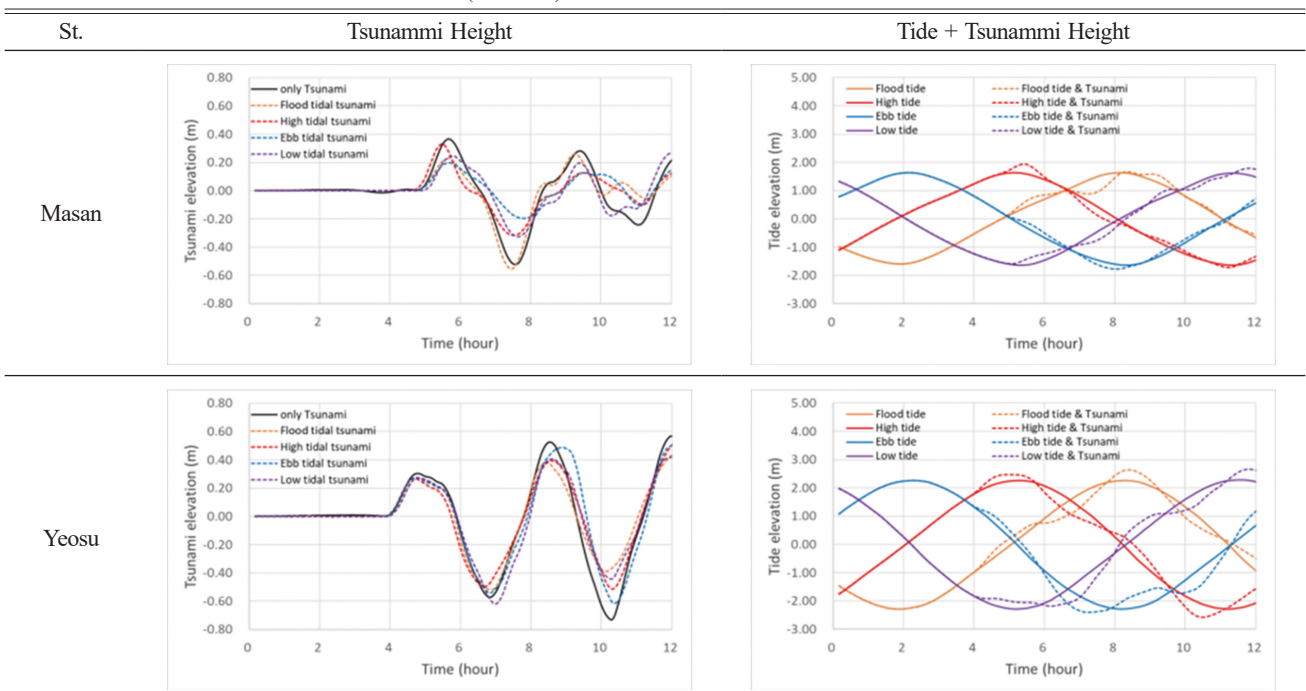 St. Tsunammi Height Tide + Tsunammi Height
Masan
0.80
0.60
0.40
0.20
0.00
-0.20
-0.40
-0.60
-0.80
Tsunami elevation (m)
only Tsunami
Flood tidal tsunami
High tidal tsunami
Ebb tidal tsunami
Low tidal tsunami
0 2 4 6 8 10 12
Time (hour)
5.00
4.00
3.00
2.00
1.00
0.00
-1.00
-2.00
-3.00
Tide elevation (m)
Flood tide Flood tide & Tsunami
High tide High tide & Tsunami
Ebb tide Ebb tide & Tsunami
Low tide Low tide & Tsunami
0 2 4 6 8 10 12
Time (hour)
Yeosu
0.80
0.60
0.40
0.20
0.00
-0.20
-0.40
-0.60
-0.80
Tsunami elevation (m)
only Tsunami
Flood tidal tsunami
High tidal tsunami
Ebb tidal tsunami
Low tidal tsunami
0 2 4 6 8 10 12
Time (hour)
5.00
4.00
3.00
2.00
1.00
0.00
-1.00
-2.00
-3.00
Tide elevation (m)
Flood tide Flood tide & Tsunami
High tide High tide & Tsunami
Ebb tide Ebb tide & Tsunami
Low tide Low tide & Tsunami
0 2 4 6 8 10 12
Time (hour)